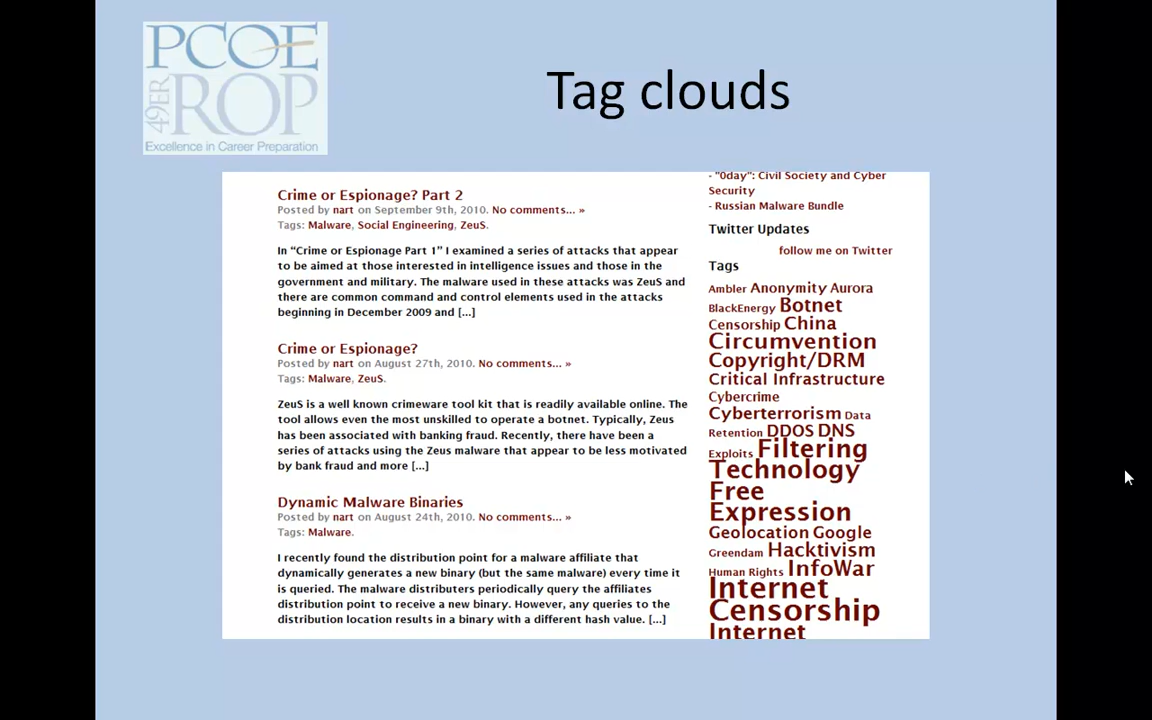 PCOE
49ER
ROP
Excellence in Career Preparation
Tag clouds
Crime or Espionage? Part 2
Posted by nart on September 9th, 2010. No comments... »
Tags: Malware, Social Engineering, ZeuS.
In “Crime or Espionage Part 1” I examined a series of attacks that appear
to be aimed at those interested in intelligence issues and those in the
government and military. The malware used in these attacks was ZeuS and
there are common command and control elements used in the attacks
beginning in December 2009 and [...]
Crime or Espionage?
Posted by nart on August 27th, 2010. No comments... »
Tags: Malware, ZeuS.
ZeuS is a well known crimeware tool kit that is readily available online. The
tool allows even the most unskilled to operate a botnet. Typically, Zeus
has been associated with banking fraud. Recently, there have been a
series of attacks using the Zeus malware that appear to be less motivated
by bank fraud and more [...]
Dynamic Malware Binaries
Posted by nart on August 24th, 2010. No comments... »
Tags: Malware.
I recently found the distribution point for a malware affiliate that
dynamically generates a new binary (but the same malware) every time it
is queried. The malware distributers periodically query the affiliates
distribution point to receive a new binary. However, any queries to the
distribution location results in a binary with a different hash value. [...]
- "0day": Civil Society and Cyber
Security
- Russian Malware Bundle
Twitter Updates
follow me on Twitter
Tags
Ambler Anonymity Aurora
BlackEnergy Botnet
Censorship China
Circumvention
Copyright/DRM
Critical Infrastructure
Cybercrime
Cyberterrorism Data
Retention DDOS DNS
Exploits Filtering
Technology
Free
Expression
Geolocation Google
Greendam Hacktivism
Human Rights InfoWar
Internet
Censorship
Internet